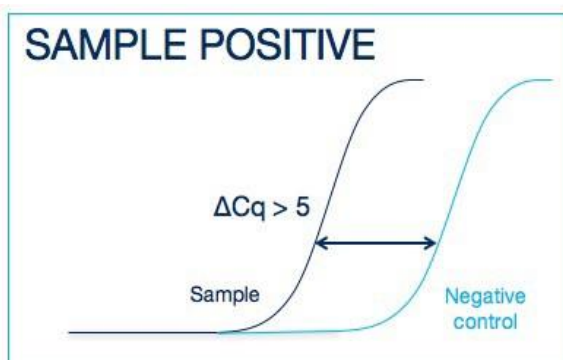 SAMPLE POSITIVE
ΔCq > 5
Sample
Negative
control